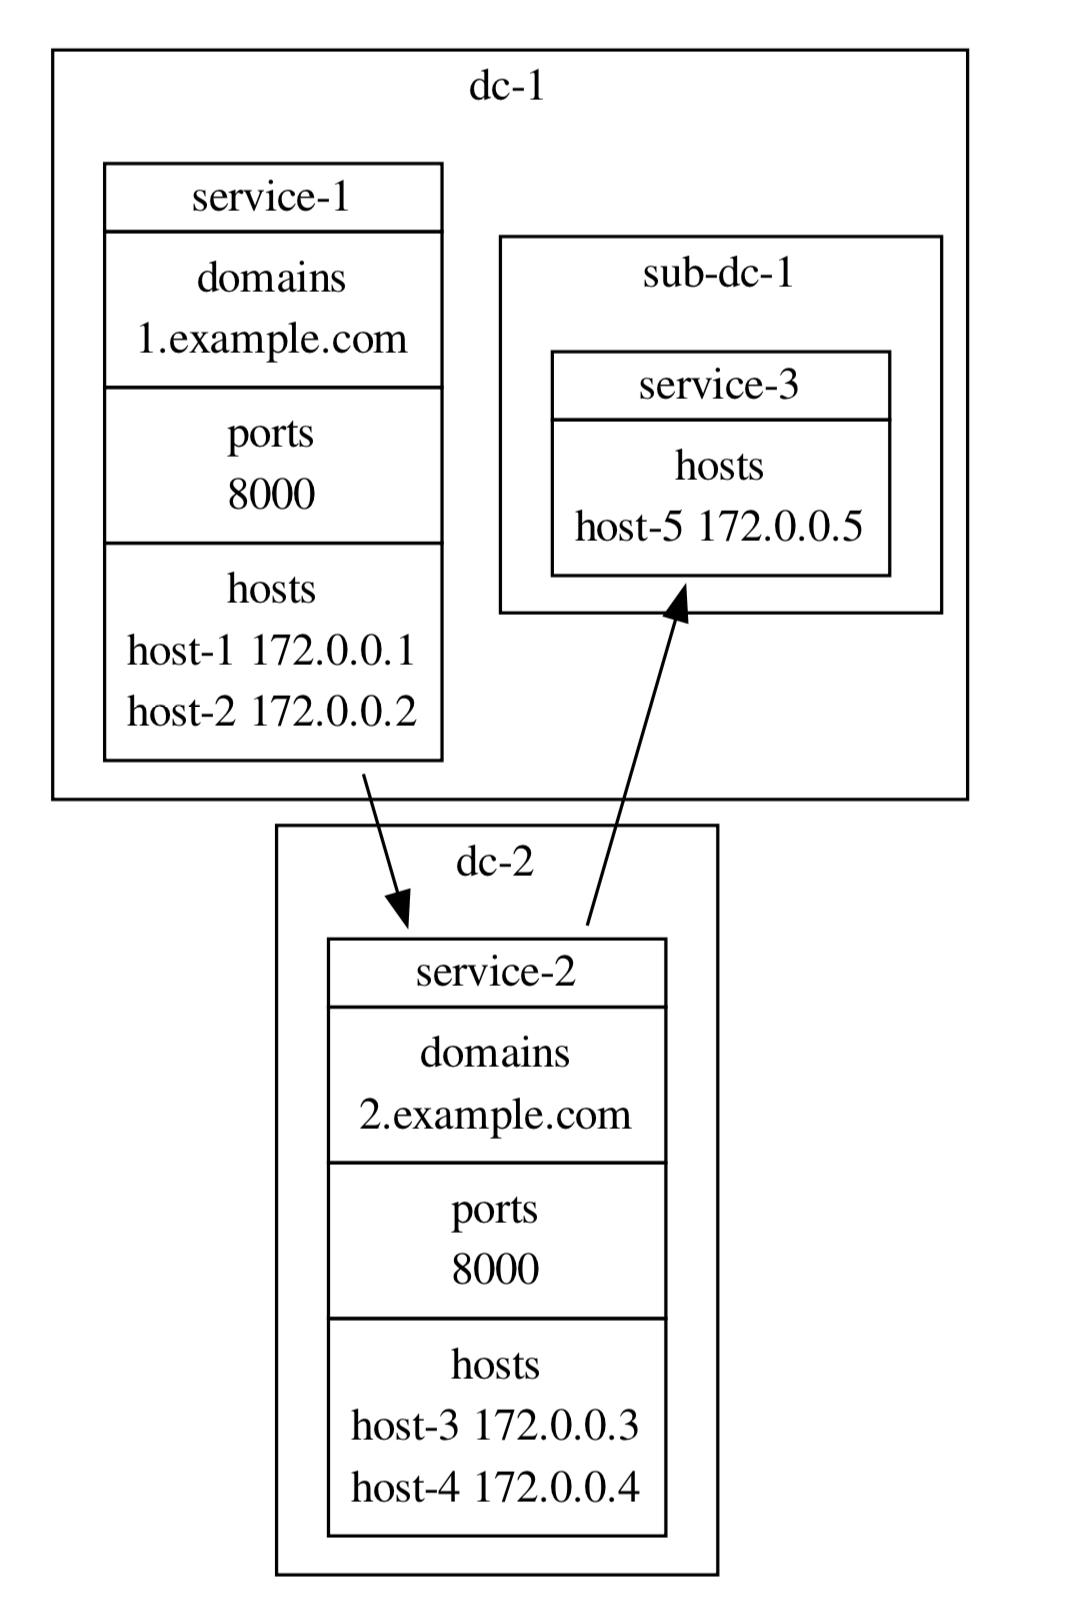 dc-1
service-1
domains
1.example.com
ports
8000
hosts
host-1 172.0.0.1
host-2 172.0.0.2
sub-dc-1
service-3
hosts
host-5 172.0.0.5
dc-2
service-2
domains
2.example.com
ports
8000
hosts
host-3 172.0.0.3
host-4 172.0.0.4